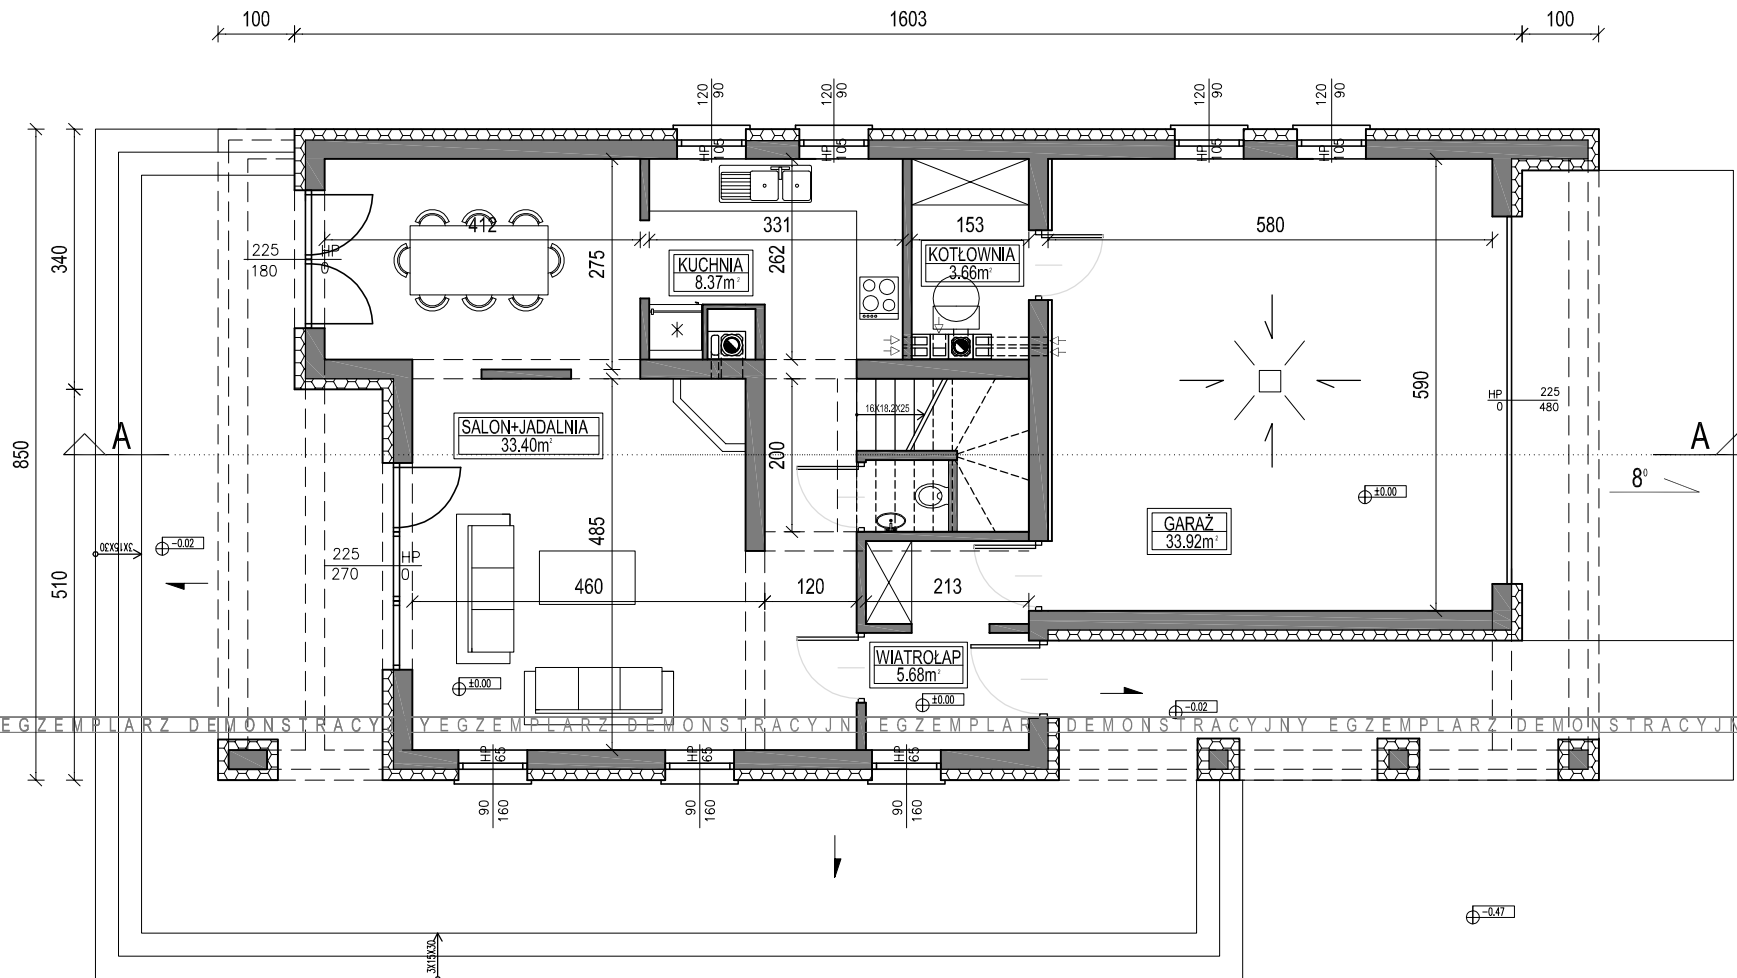 100
1603
100
120
90
120
90
120
90
120
90
HP
105
HP
105
HP
105
HP
105
850
340
510
412
331
153
580
225
180
HP
0
275
262
KUCHNIA
8.37m²
KOTŁOWNIA
3.66m²
590
HP
0
225
480
16X18.2X25
A
A
SALON+JADALNIA
33.40m²
200
8⁰
±0.00
GARAŻ
33.92m²
485
3X15X30
-0.02
225
270
HP
0
460
120
213
WIATROŁAP
5.68m²
±0.00
±0.00
-0.02
EGZEMPLARZ DEMONSTRACYJNY EGZEMPLARZ DEMONSTRACYJNY EGZEMPLARZ DEMONSTRACYJNY EGZEMPLARZ DEMONSTRACYJN
HP
65
HP
65
HP
65
90
160
90
160
90
160
-0.47
3X15X30